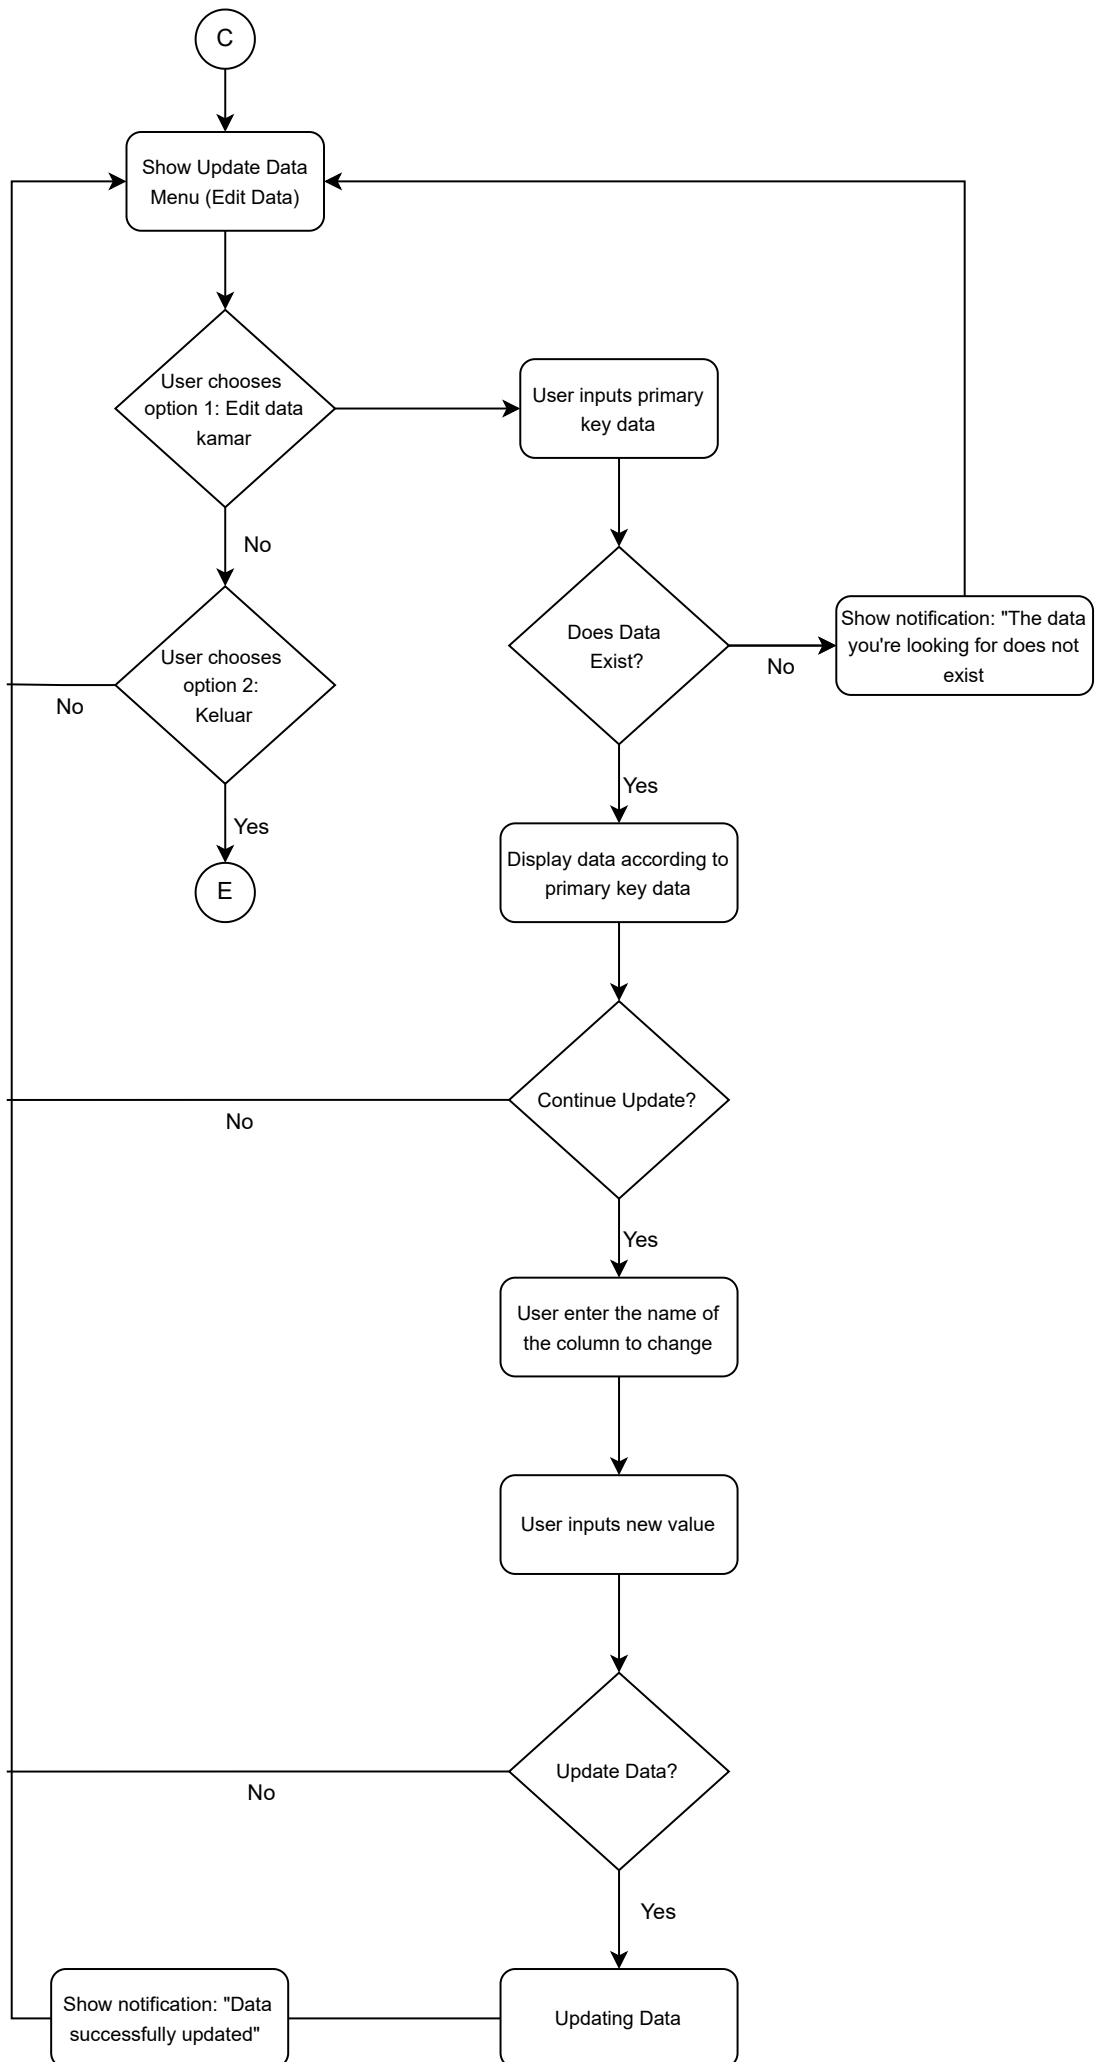 C
Show Update Data
Menu (Edit Data)
User chooses
option 1: Edit data
kamar
User inputs primary
key data
No
Does Data
Exist?
No
Show notification: "The data
you're looking for does not
exist
User chooses
option 2:
Keluar
No
Yes
Yes
E
Display data according to
primary key data
Continue Update?
No
Yes
User enter the name of
the column to change
User inputs new value
Update Data?
No
Yes
Show notification: "Data
successfully updated"
Updating Data